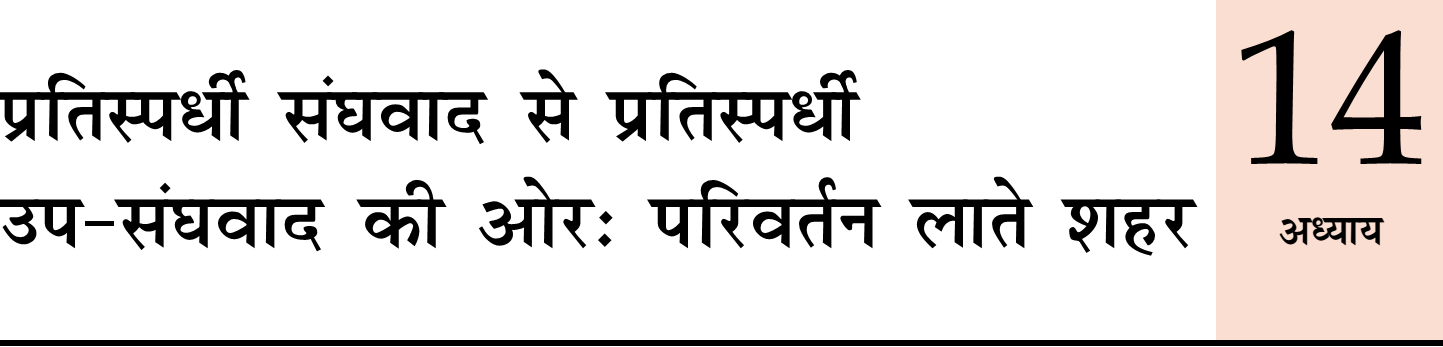 प्रतिस्पर्धी संघवाद से प्रतिस्पर्धी
उप-संघवाद की ओरः परिवर्तन लाते शहर
14
अध्याय